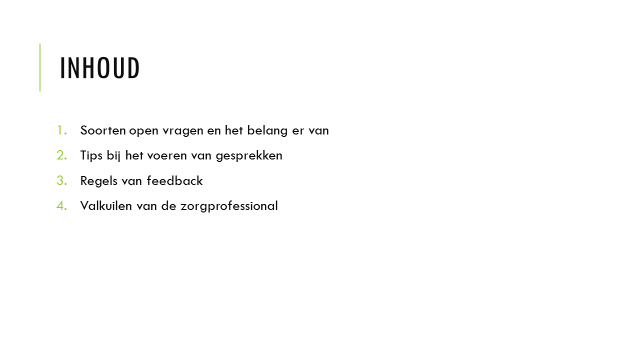 INHOUD
1. Soorten open vragen en het belang er van
2. Tips bij het voeren van gesprekken
3. Regels van feedback
4. Valkuilen van de zorgprofessional